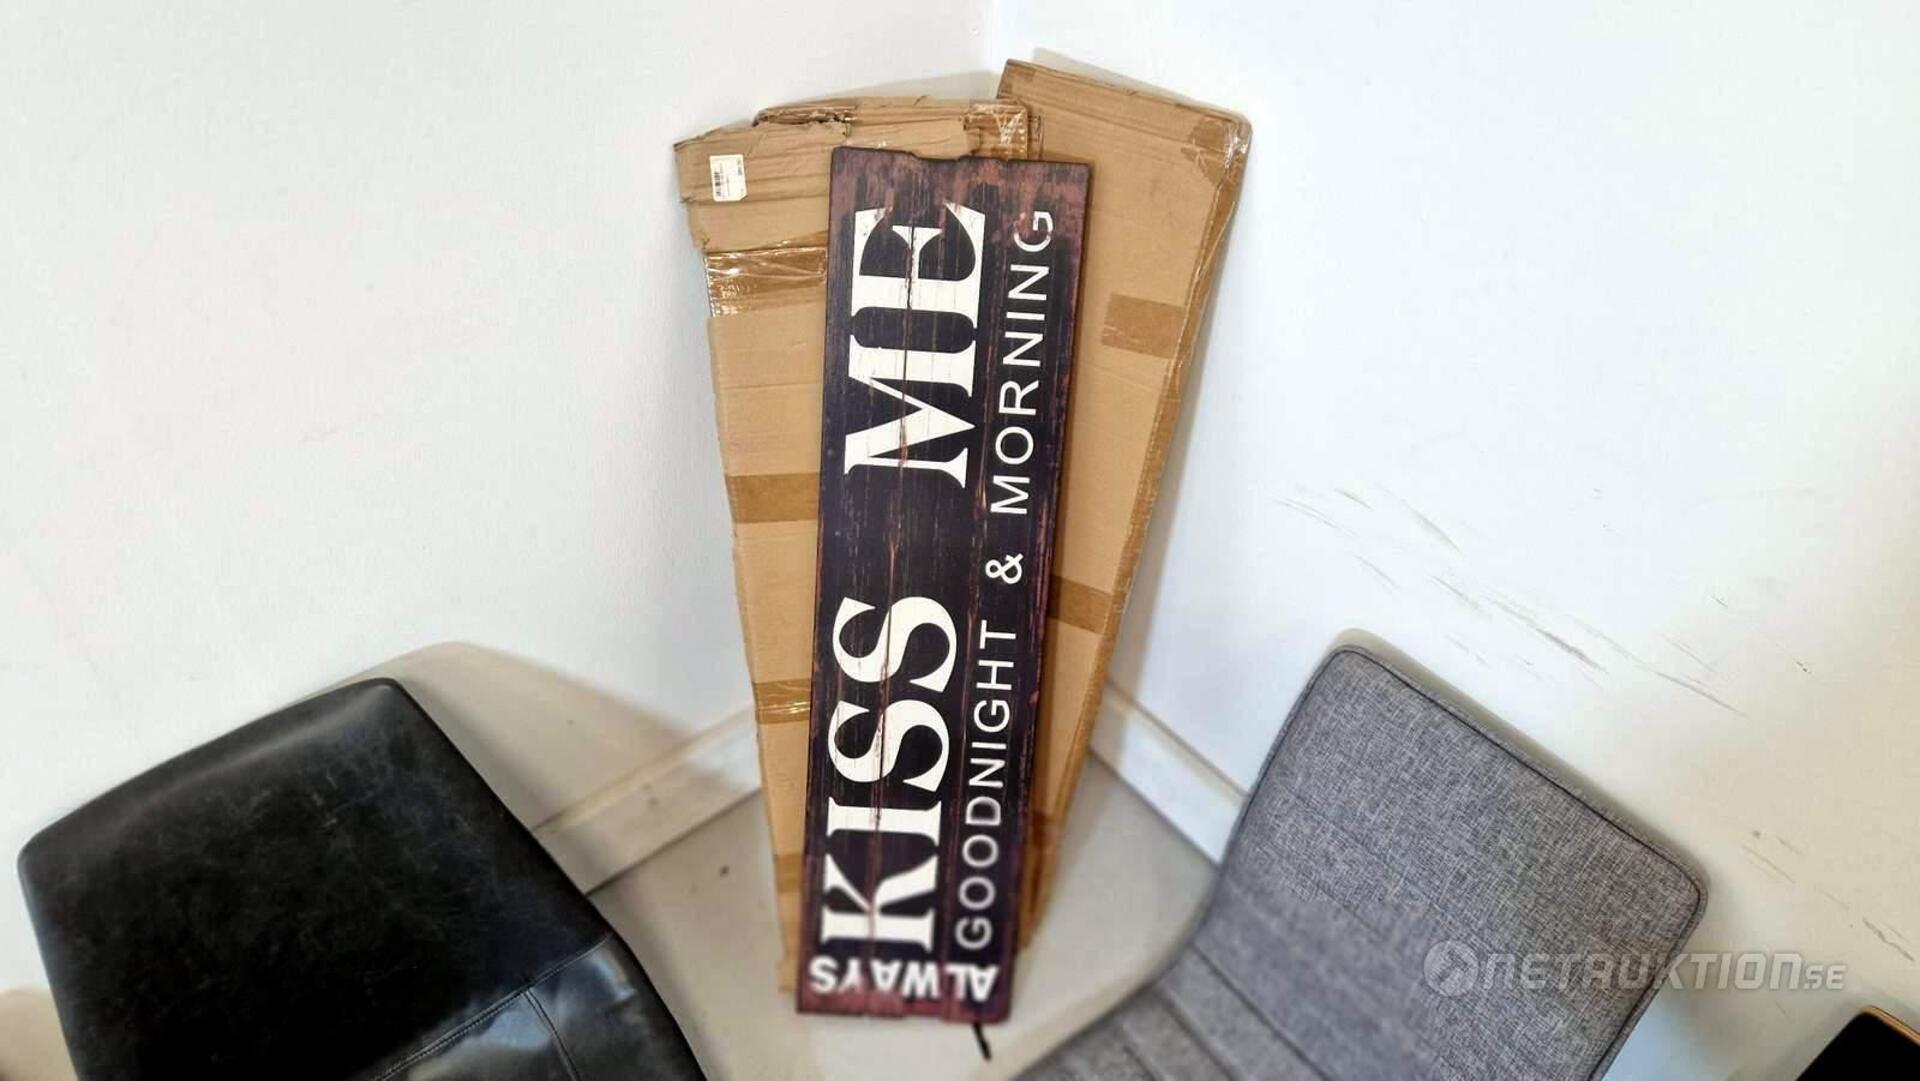 ALWAYS
KISS ME
GOODNIGHT & MORNING
NETAUKTION.SE